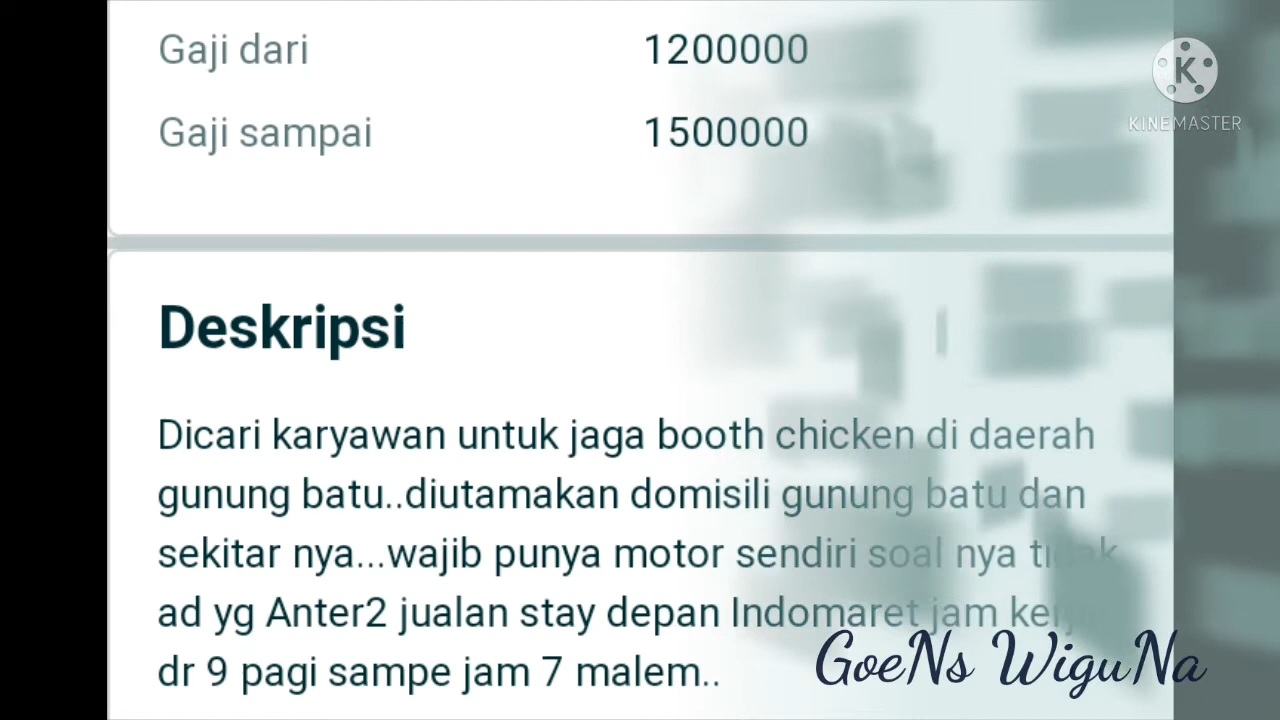 Gaji dari 1200000
KINEMASTER
Gaji sampai 1500000
Deskripsi
Dicari karyawan untuk jaga booth chicken di daerah
gunung batu..diutamakan domisili gunung batu dan
sekitar nya...wajib punya motor sendiri soal nya tidak
ad yg Anter2 jualan stay depan Indomaret jam kerja
dr 9 pagi sampe jam 7 malem..
GoeNs WiguNa